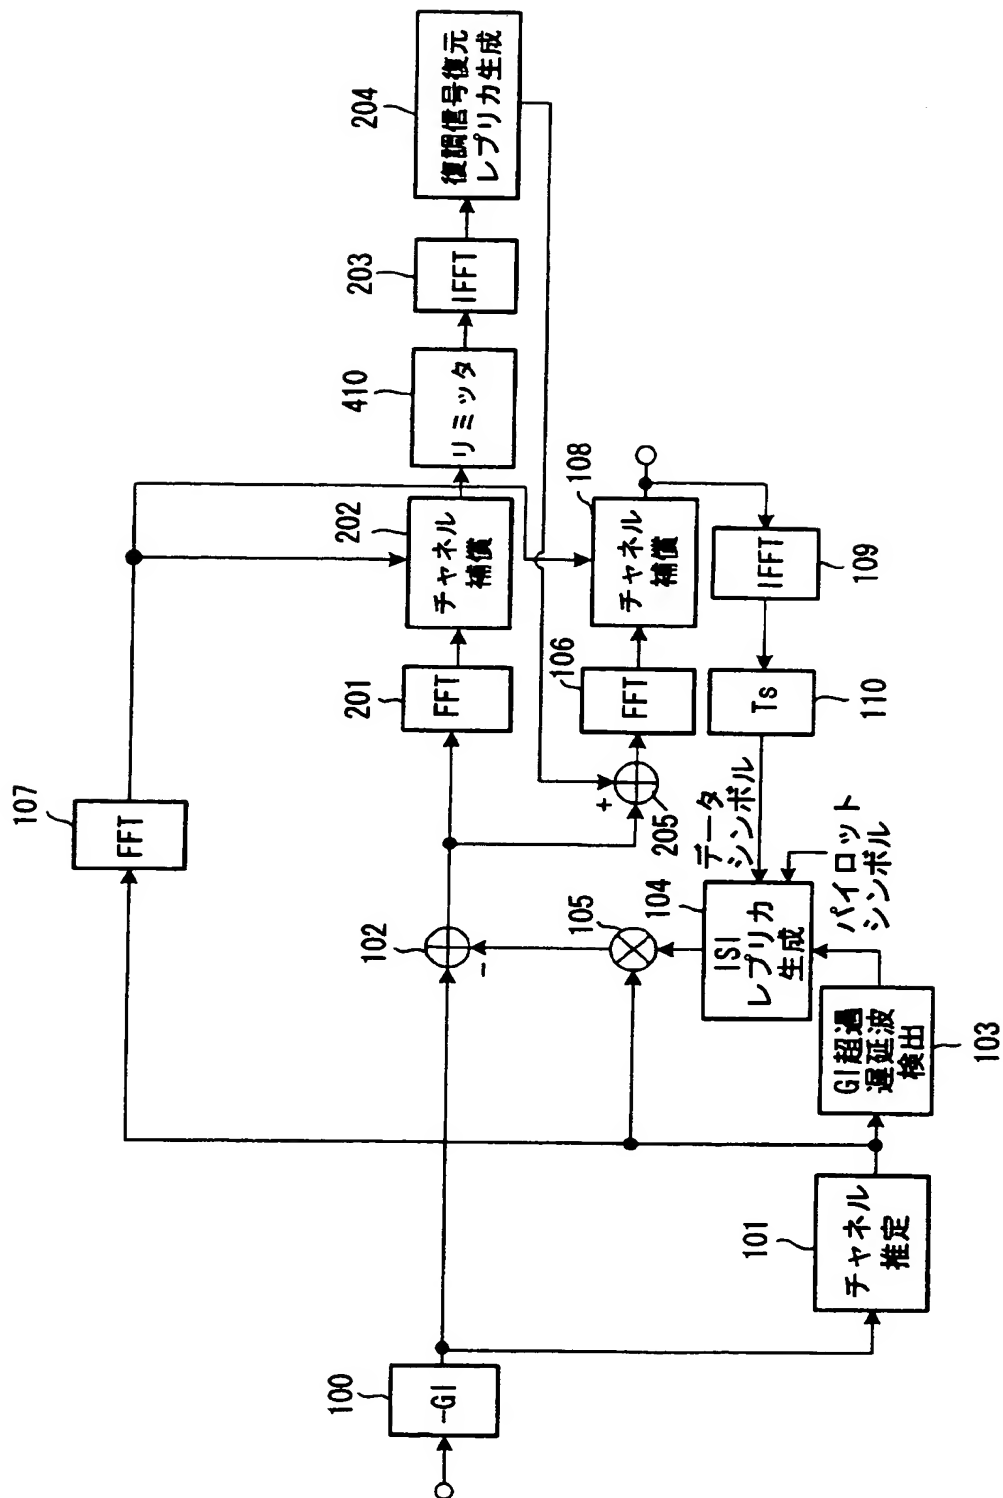 107
FFT
204
復調信号復元
レプリカ生成
203
IFFT
410
リミッタ
202
チャネル
補償
201
FFT
108
チャネル
補償
106
FFT
+
205
IFFT
109
Ts
110
データ
シンボル
パイロット
シンボル
102
-
105
104
ISI
レプリカ
生成
GI超過
遅延波
検出
103
101
チャネル
推定
100
-GI